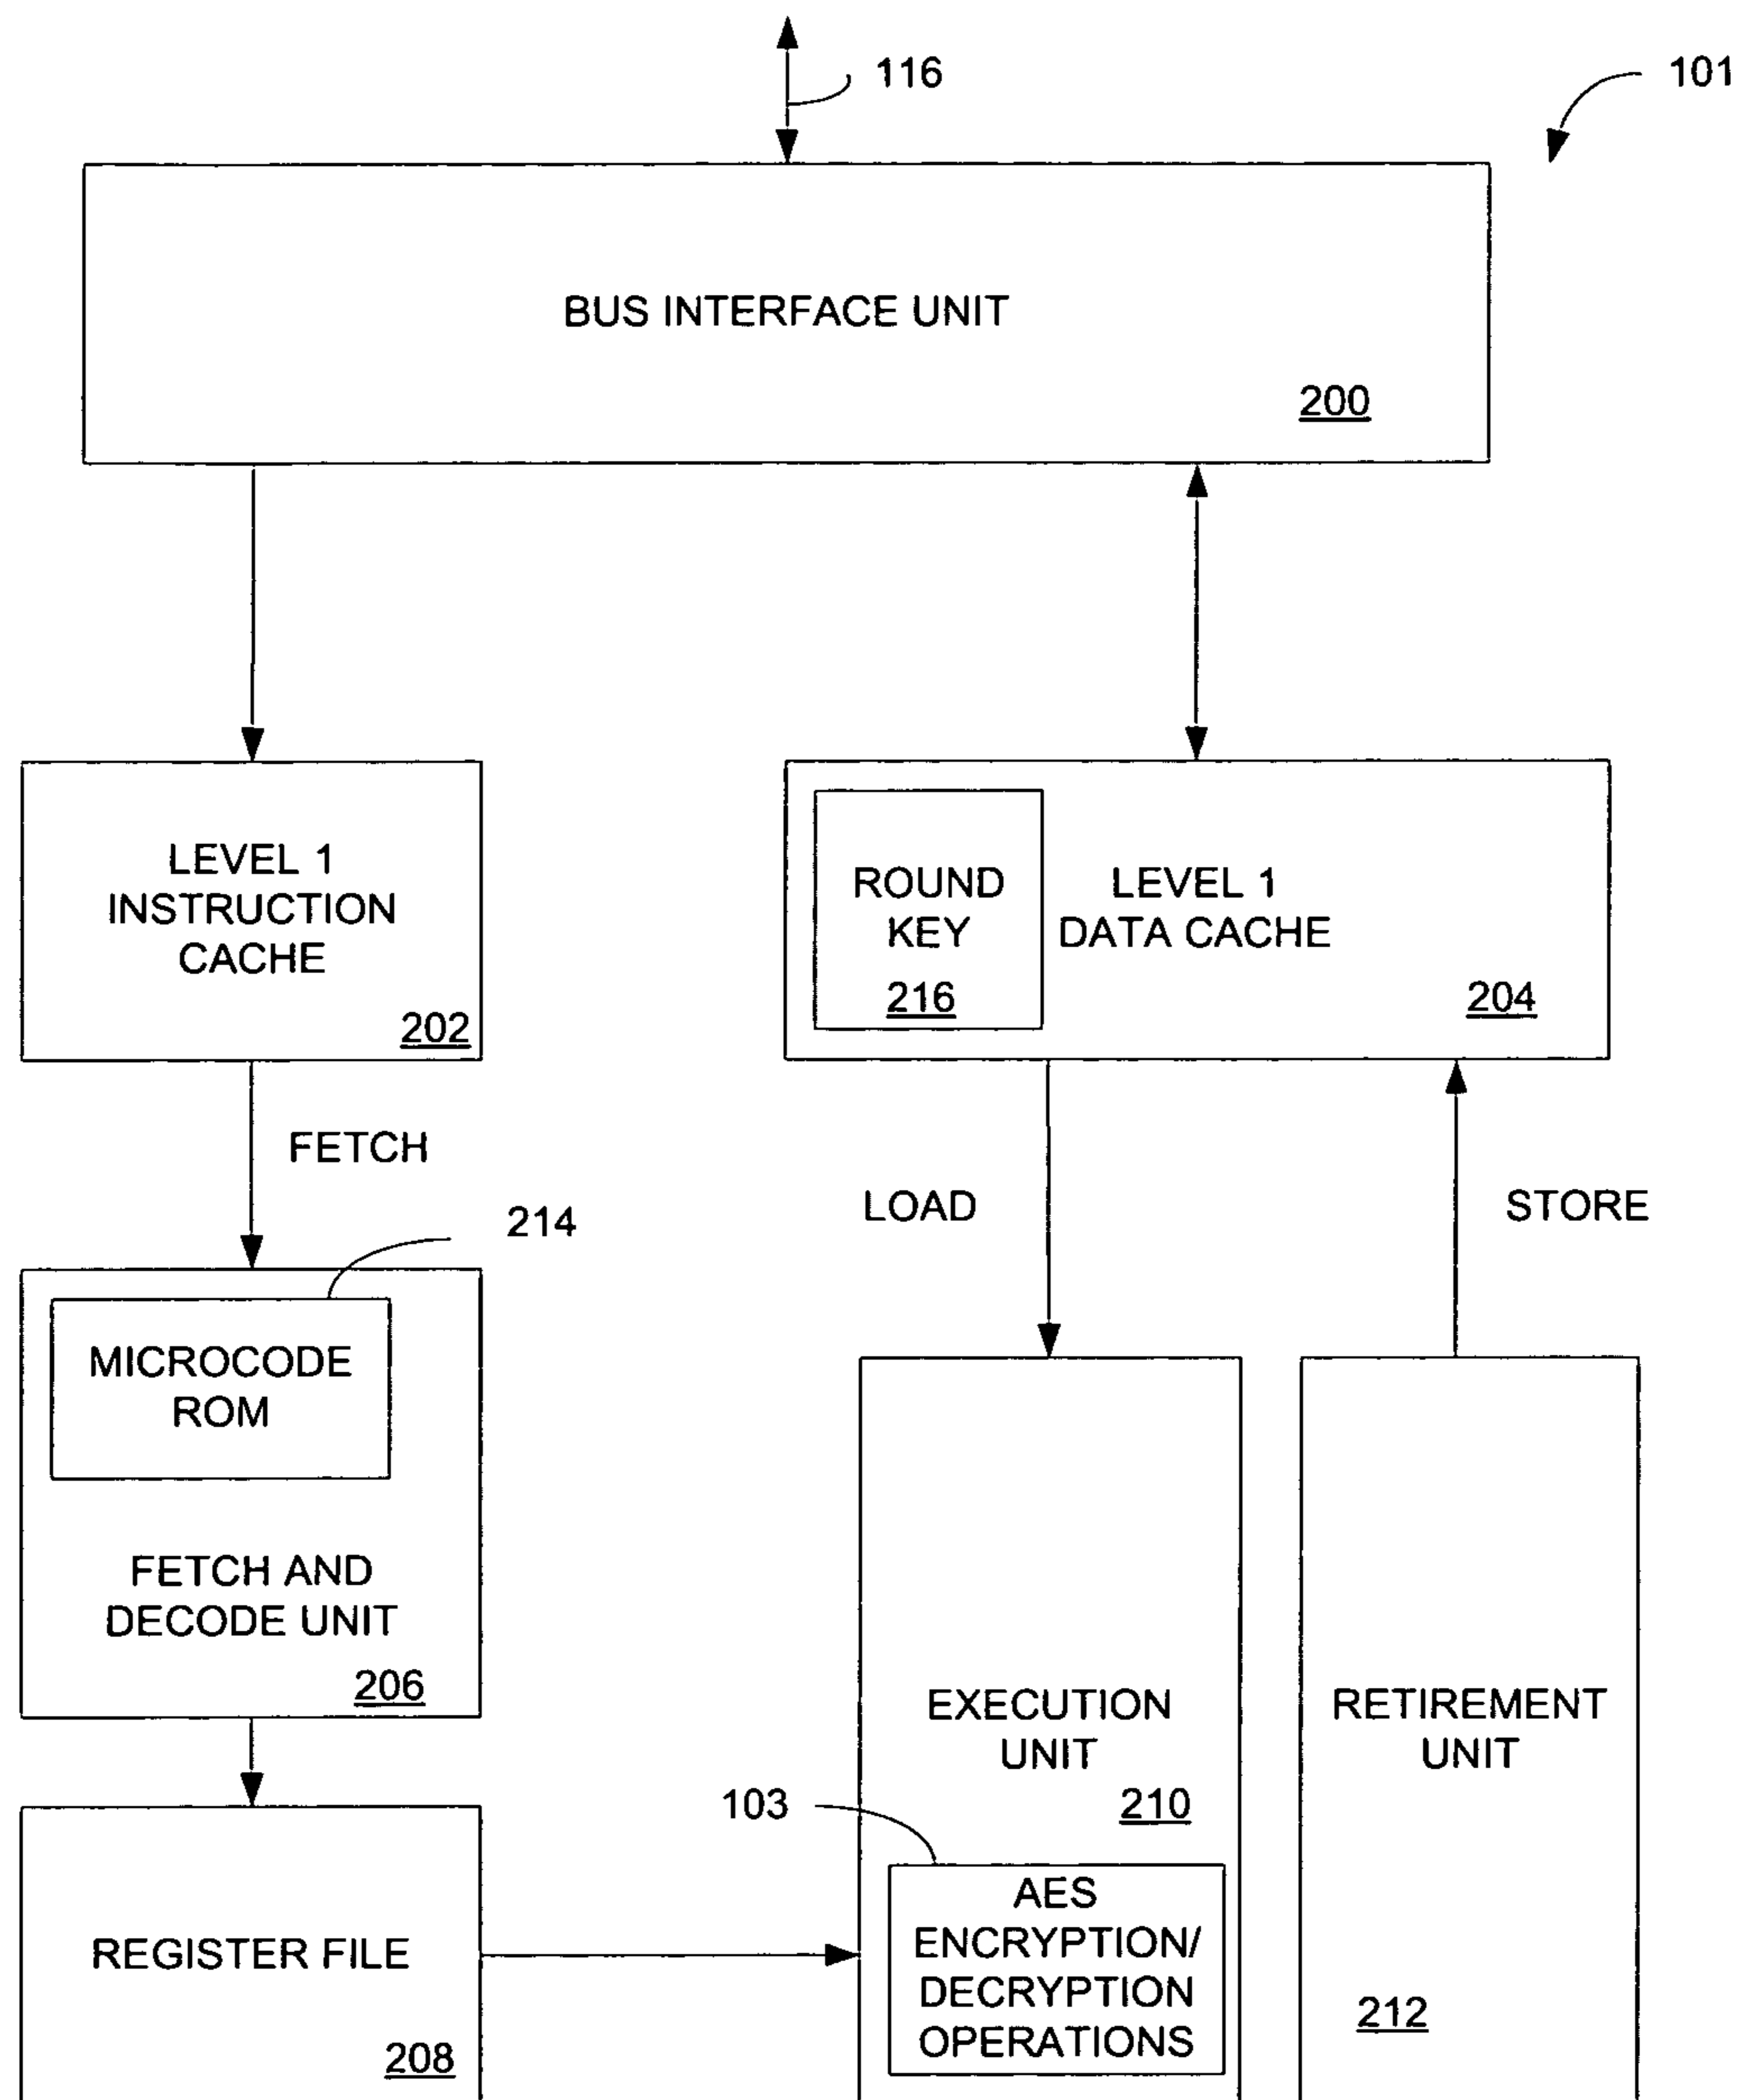 116
101
BUS INTERFACE UNIT
200
LEVEL 1
INSTRUCTION
CACHE
202
ROUND
KEY
216
LEVEL 1
DATA CACHE
204
FETCH
LOAD
STORE
214
MICROCODE
ROM
FETCH AND
DECODE UNIT
206
EXECUTION
UNIT
210
RETIREMENT
UNIT
212
103
AES
ENCRYPTION/
DECRYPTION
OPERATIONS
REGISTER FILE
208